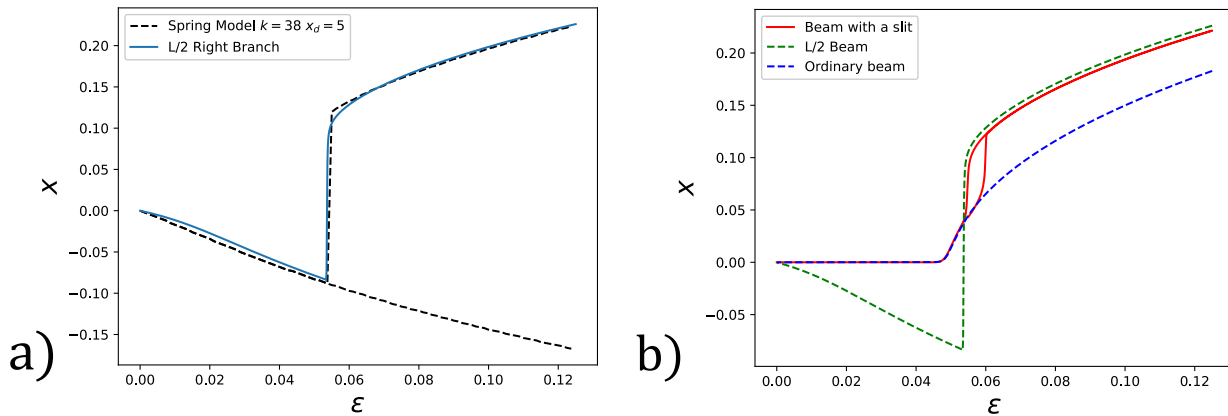 Spring Model k = 38 x_d = 5
L/2 Right Branch
0.20
0.15
0.10
0.05
0.00
−0.05
−0.10
−0.15
x
0.00 0.02 0.04 0.06 0.08 0.10 0.12
ε
a)
Beam with a slit
L/2 Beam
Ordinary beam
0.20
0.15
0.10
0.05
0.00
−0.05
x
0.00 0.02 0.04 0.06 0.08 0.10 0.12
ε
b)